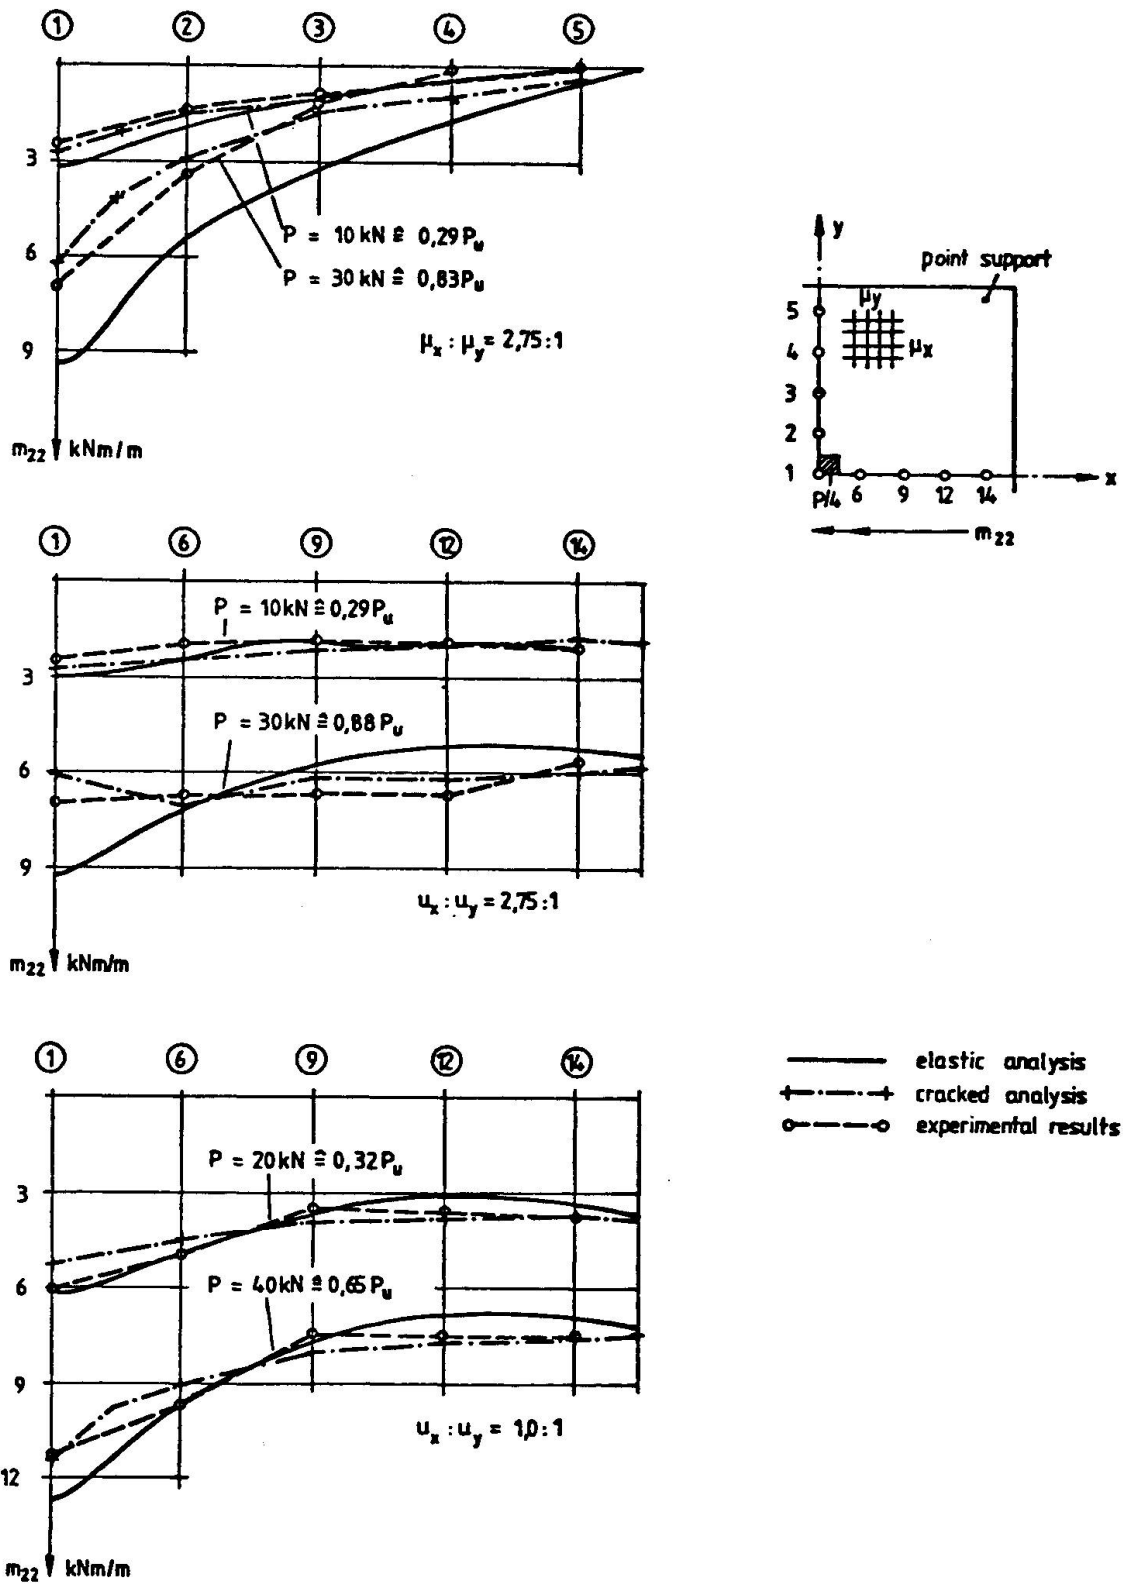 ① ② ③ ④ ⑤
3
P = 10 kN ≙ 0,29 Pu
6
P = 30 kN ≙ 0,83 Pu
μx : μy = 2,75:1
9
m22 kNm/m
y
point support
μy
5
μx
4
3
2
1
x
P/4 6 9 12 14
m22
① ⑥ ⑨ ⑫ ⑭
P = 10 kN ≙ 0,29 Pu
3
P = 30 kN ≙ 0,88 Pu
6
9
ux : uy = 2,75:1
m22 kNm/m
① ⑥ ⑨ ⑫ ⑭
elastic analysis
cracked analysis
experimental results
P = 20 kN ≙ 0,32 Pu
3
6
P = 40 kN ≙ 0,65 Pu
9
ux : uy = 1,0:1
12
m22 kNm/m